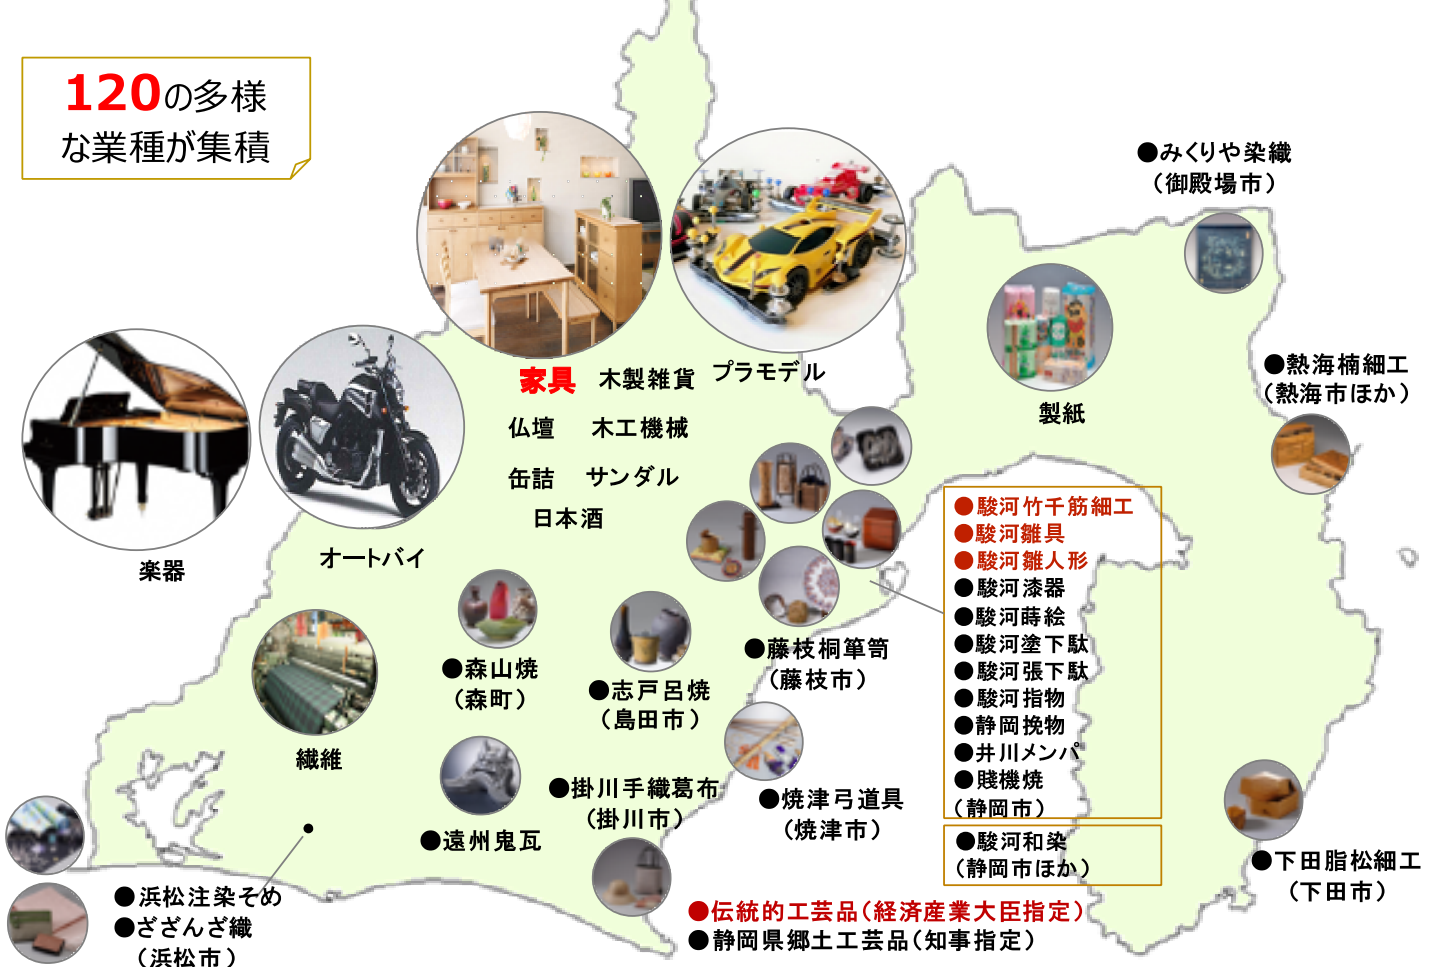 120の多様
な業種が集積
●みくりや染織
（御殿場市）
●熱海楠細工
（熱海市ほか）
製紙
プラモデル
家具 木製雑貨
仏壇 木工機械
缶詰 サンダル
日本酒
楽器
オートバイ
●駿河竹千筋細工
●駿河雛具
●駿河雛人形
●駿河漆器
●駿河蒔絵
●駿河塗下駄
●駿河張下駄
●駿河指物
●静岡挽物
●井川メンパ
●賤機焼
（静岡市）
●駿河和染
（静岡市ほか）
●森山焼
（森町）
●志戸呂焼
（島田市）
●藤枝桐箪笥
（藤枝市）
繊維
●遠州鬼瓦
●掛川手織葛布
（掛川市）
●焼津弓道具
（焼津市）
●下田脂松細工
（下田市）
●浜松注染そめ
●ざざんざ織
（浜松市）
●伝統的工芸品（経済産業大臣指定）
●静岡県郷土工芸品（知事指定）